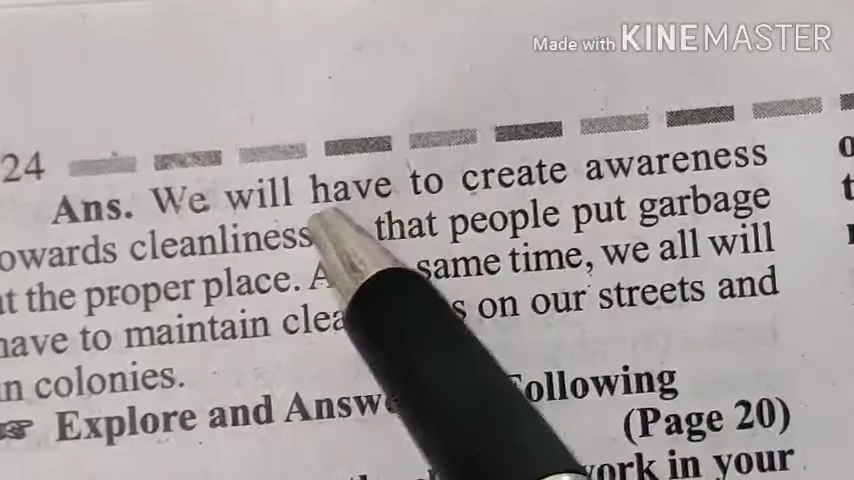 Made with KINEMASTER
24
Ans. We will have to create awareness
owards cleanliness that people put garbage
t the proper place. A same time, we all will
have to maintain clea s on our streets and
n colonies.
☞ Explore and Answ ollowing
(Page 20)
work in your